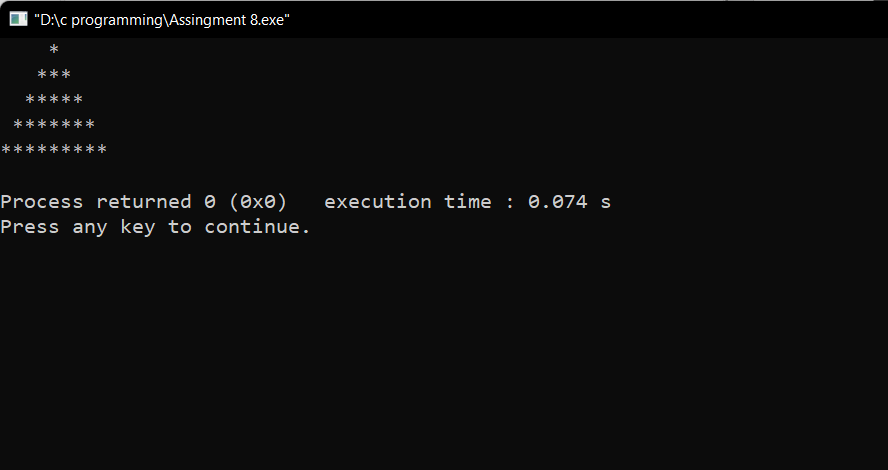 "D:\c programming\Assingment 8.exe"
    *
   ***
  *****
 *******
*********
Process returned 0 (0x0)   execution time : 0.074 s
Press any key to continue.